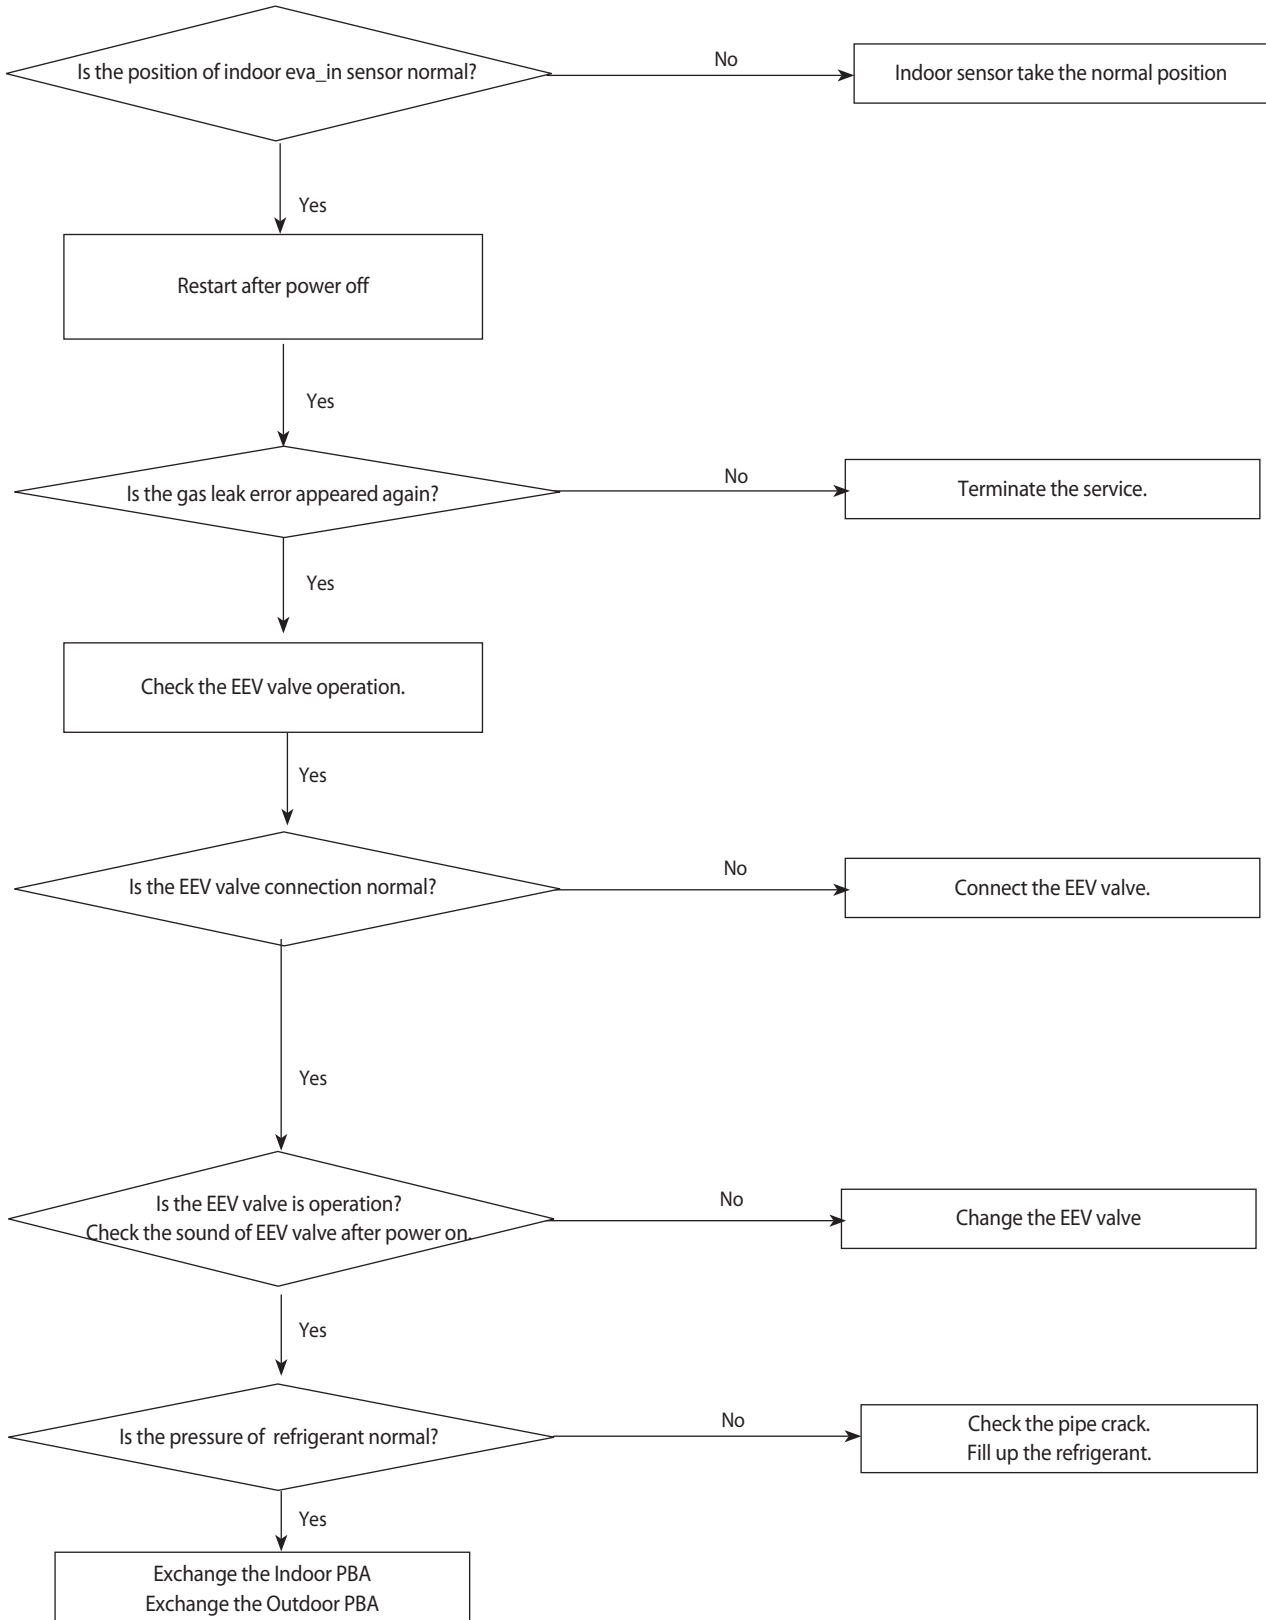 Is the position of indoor eva_in sensor normal?
No
Indoor sensor take the normal position
Yes
Restart after power off
Yes
Is the gas leak error appeared again?
No
Terminate the service.
Yes
Check the EEV valve operation.
Yes
Is the EEV valve connection normal?
No
Connect the EEV valve.
Yes
Is the EEV valve is operation?
Check the sound of EEV valve after power on.
No
Change the EEV valve
Yes
Is the pressure of refrigerant normal?
No
Check the pipe crack.
Fill up the refrigerant.
Yes
Exchange the Indoor PBA
Exchange the Outdoor PBA